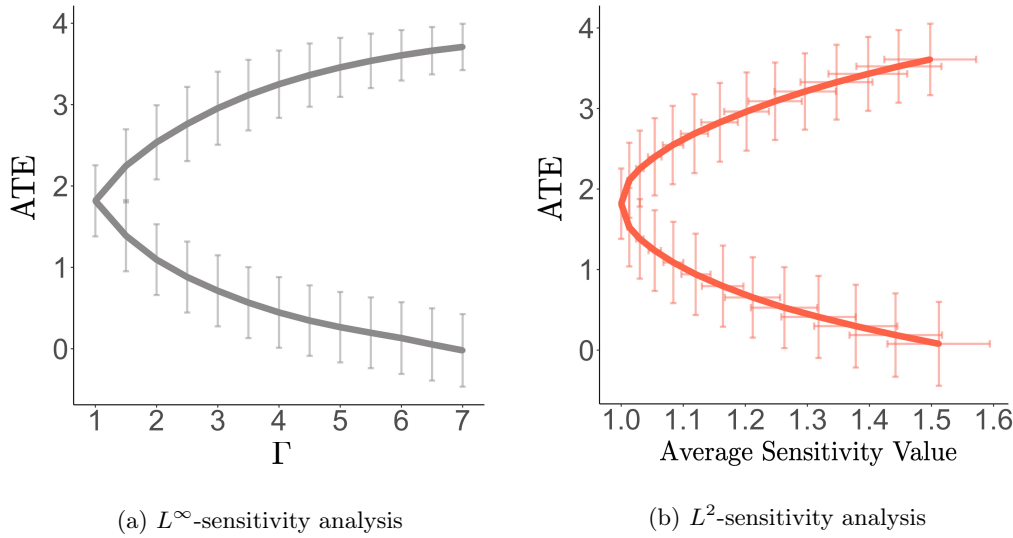 4
3
2
1
0
ATE
1 2 3 4 5 6 7
Γ
(a) L∞-sensitivity analysis
4
3
2
1
0
ATE
1.0 1.1 1.2 1.3 1.4 1.5 1.6
Average Sensitivity Value
(b) L²-sensitivity analysis